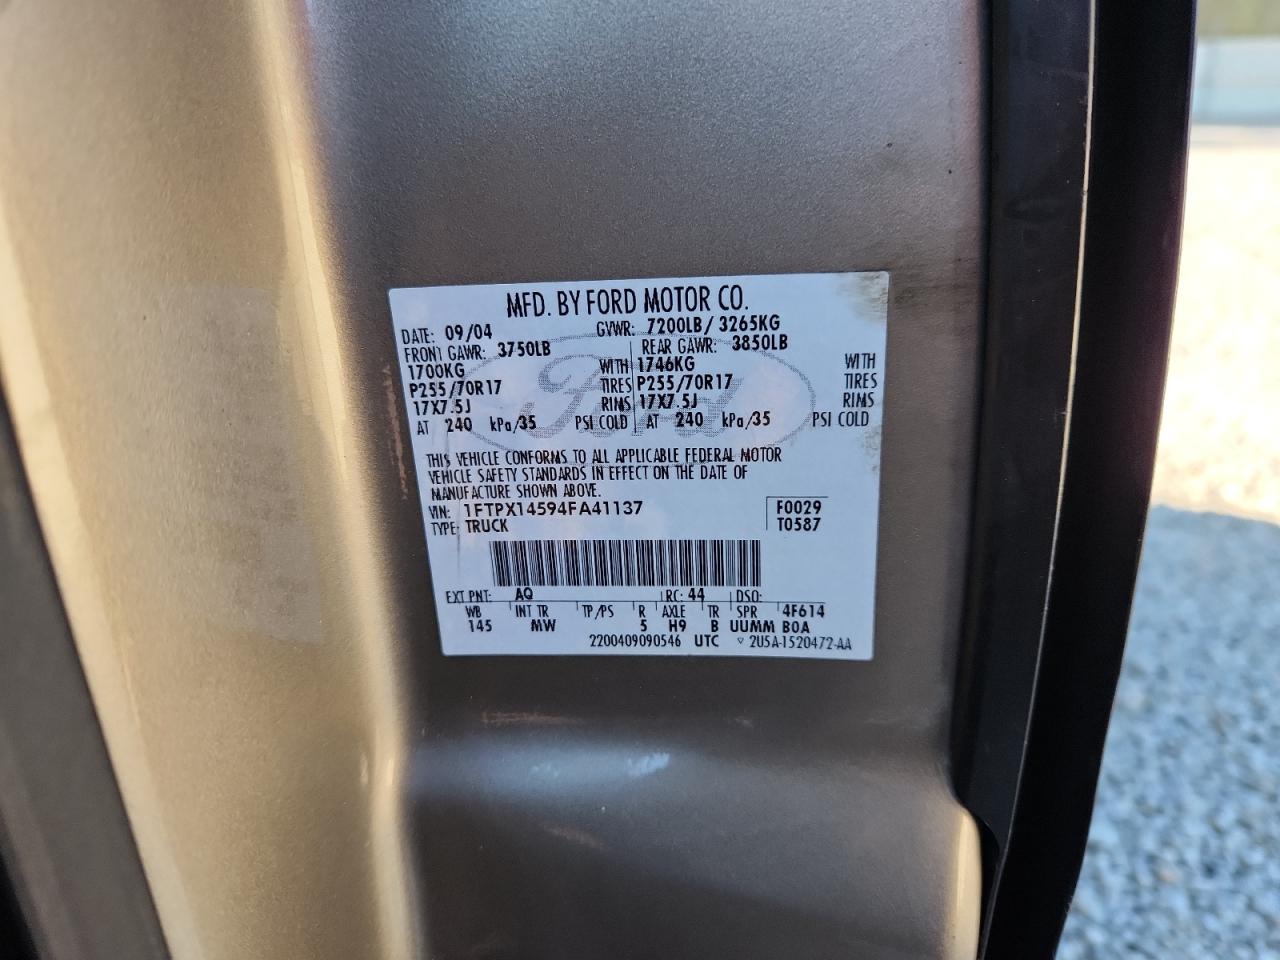 MFD. BY FORD MOTOR CO.
DATE: 09/04 GVWR: 7200LB/ 3265KG
FRONT GAWR: 3750LB REAR GAWR: 3850LB
1700KG WITH 1746KG WITH
P255/70R17 TIRES P255/70R17 TIRES
17X7.5J RIMS 17X7.5J RIMS
AT 240 kPa/35 PSI COLD AT 240 kPa/35 PSI COLD
Ford
THIS VEHICLE CONFORMS TO ALL APPLICABLE FEDERAL MOTOR
VEHICLE SAFETY STANDARDS IN EFFECT ON THE DATE OF
MANUFACTURE SHOWN ABOVE.
VIN: 1FTPX14594FA41137 F0029
TYPE: TRUCK T0587
EXT PNT: AQ RC: 44 DSO:
WB INT TR TP/PS R AXLE TR SPR 4F614
145 MW 5 H9 B UUMM BOA
2200409090546 UTC ▽ 2U5A-1520472-AA